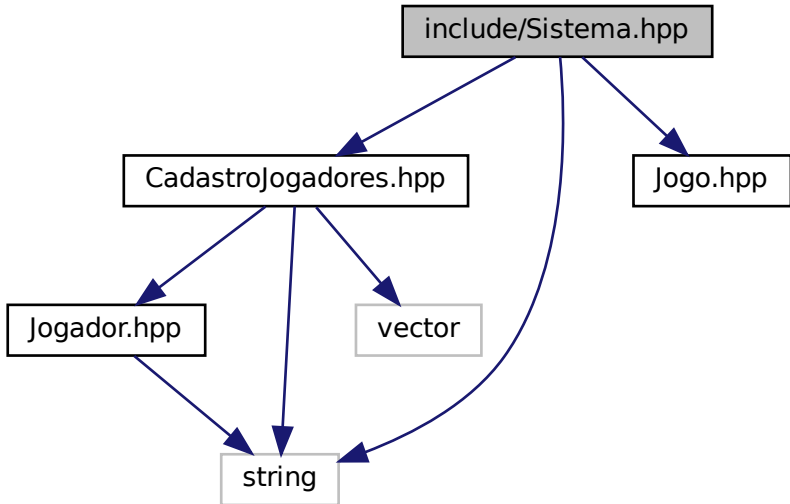 include/Sistema.hpp
CadastroJogadores.hpp
Jogo.hpp
Jogador.hpp
vector
string